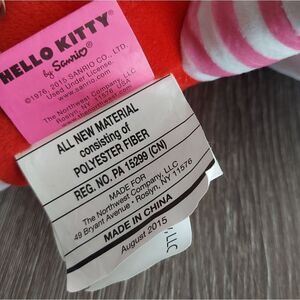 HELLO KITTY
by Sanrio
©1976, 2015 SANRIO CO., LTD.
Used Under License.
www.sanrio.com
The Northwest Company, LLC
Roslyn, NY 11576 USA
ALL NEW MATERIAL
consisting of
POLYESTER FIBER
REG. NO. PA 15299 (CN)
MADE FOR
The Northwest Company, LLC
49 Bryant Avenue - Roslyn, NY 11576
MADE IN CHINA
August 2015